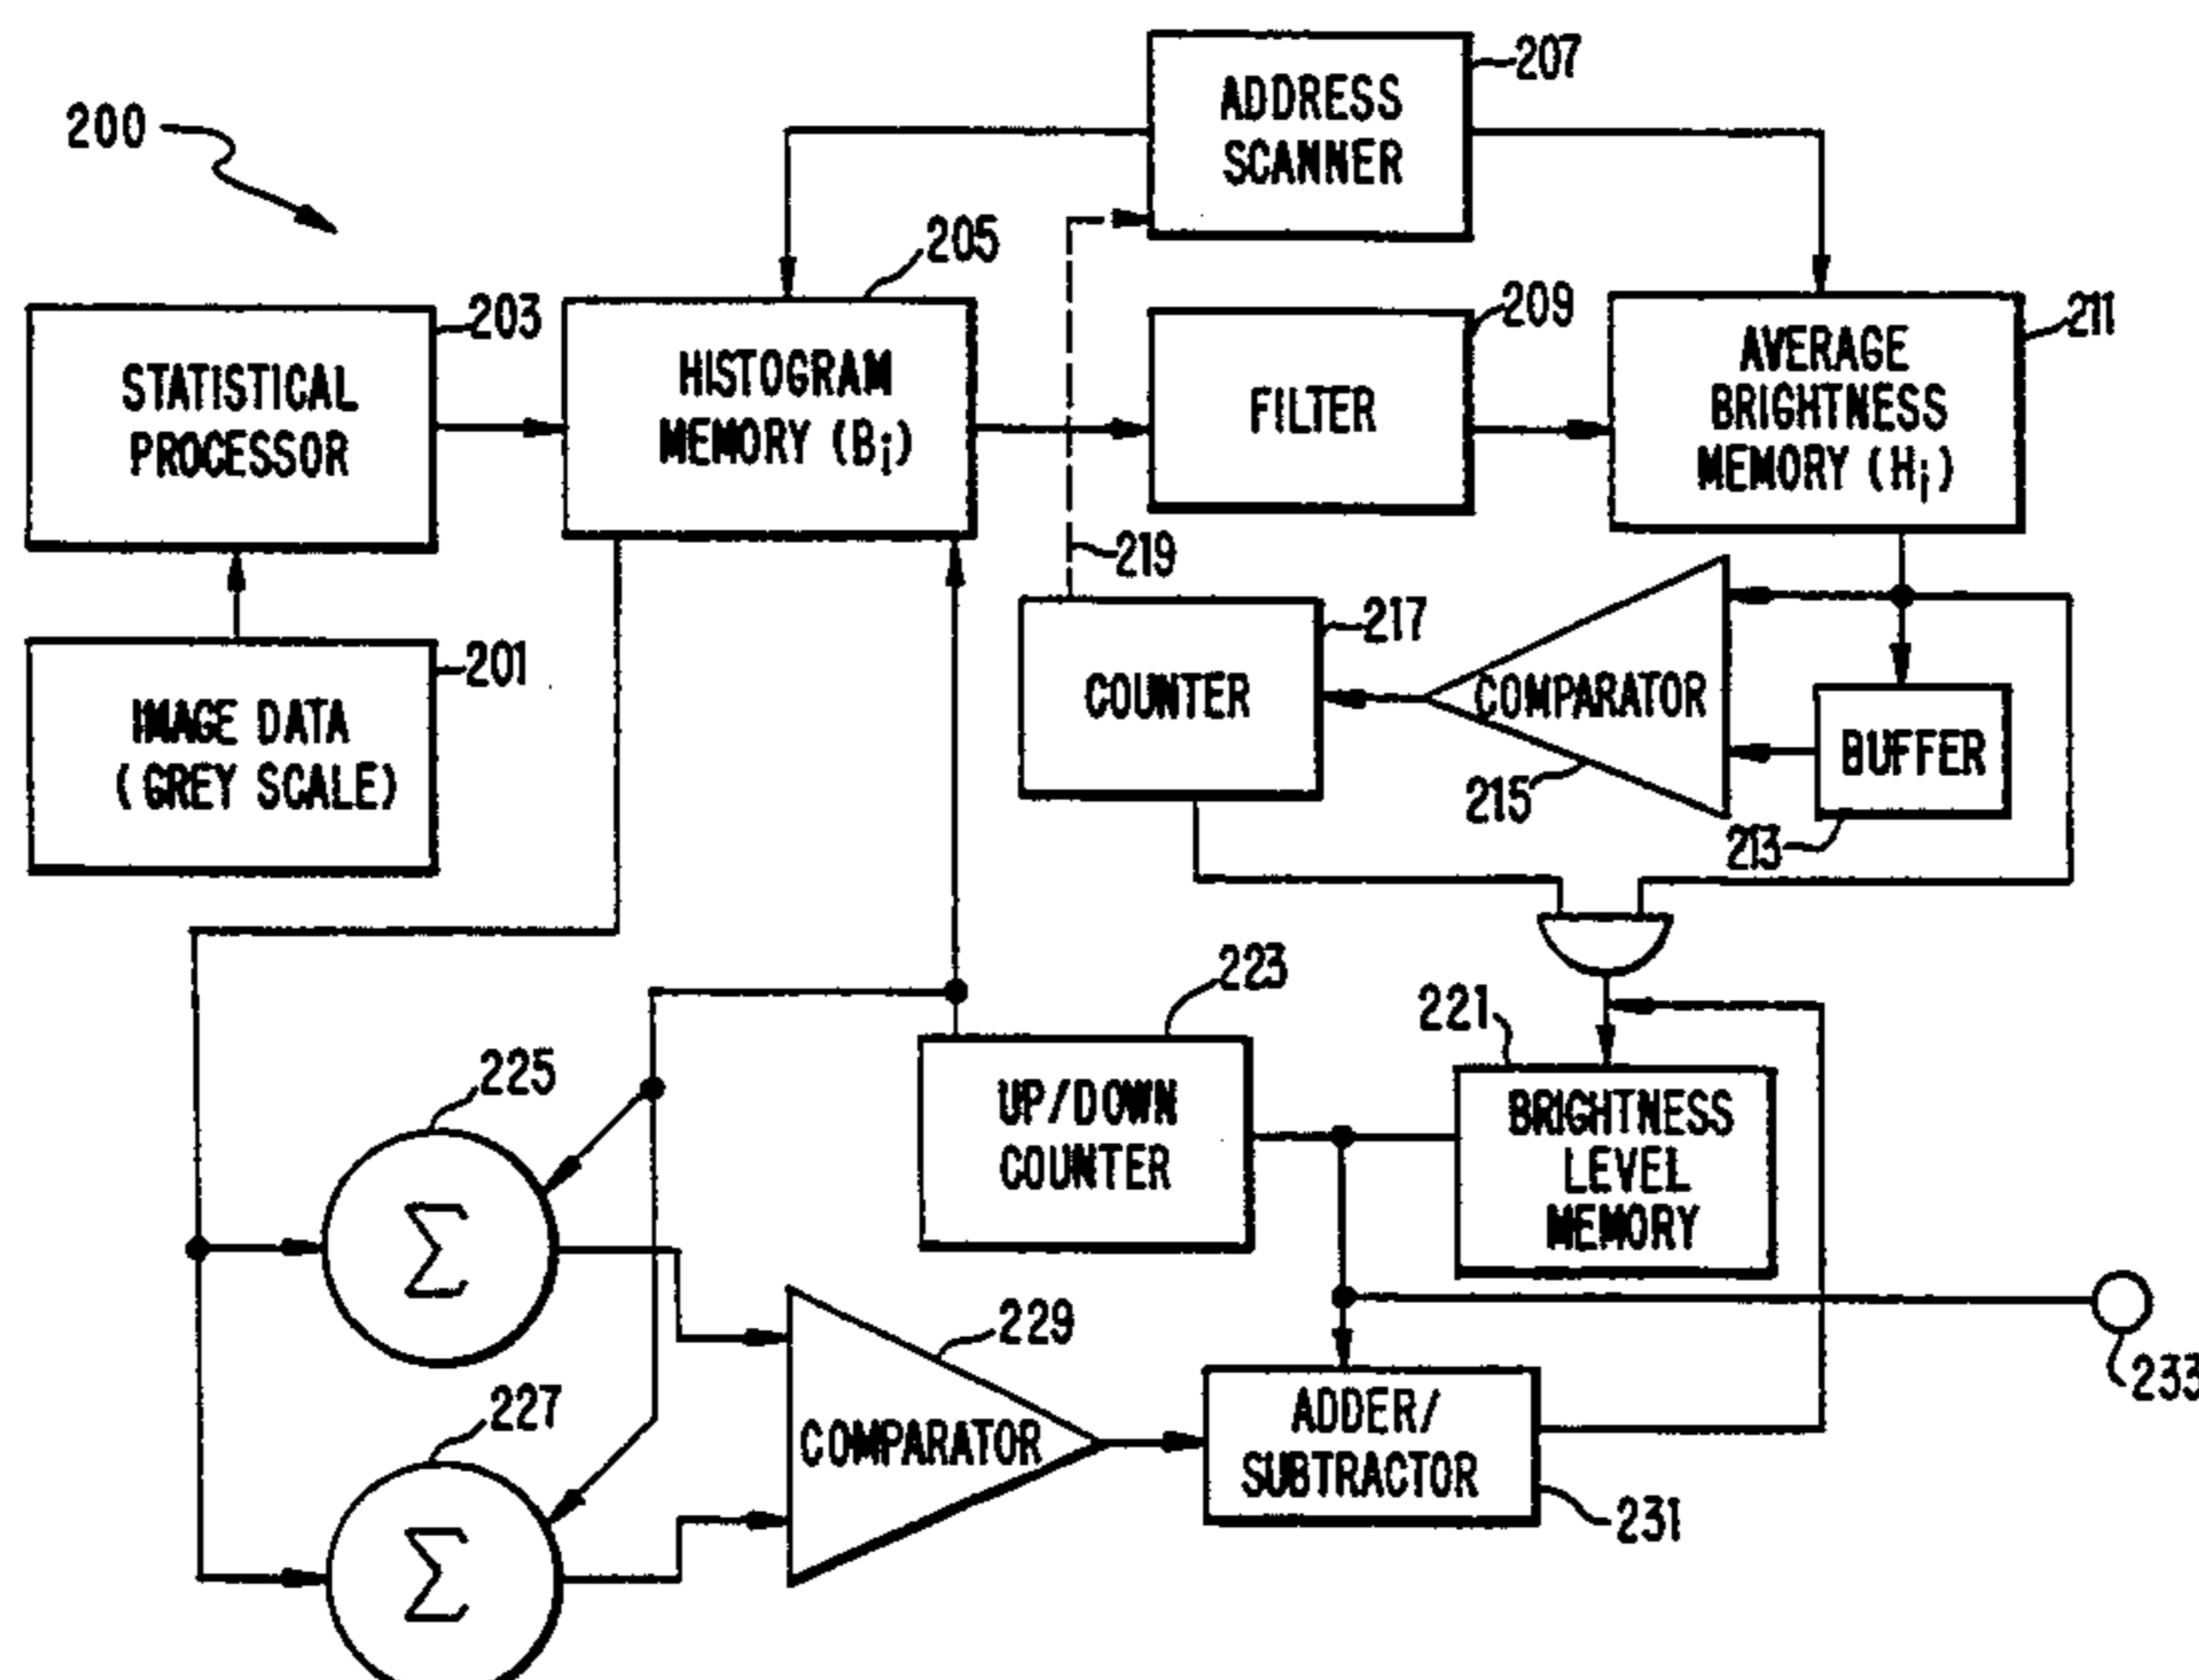 200
ADDRESS
SCANNER
207
205
203
STATISTICAL
PROCESSOR
HISTOGRAM
MEMORY (Bi)
209
FILTER
211
AVERAGE
BRIGHTNESS
MEMORY (Hi)
219
201
IMAGE DATA
(GREY SCALE)
217
COUNTER
COMPARATOR
215
BUFFER
213
223
UP/DOWN
COUNTER
221
BRIGHTNESS
LEVEL
MEMORY
225
Σ
227
Σ
229
COMPARATOR
ADDER/
SUBTRACTOR
231
233